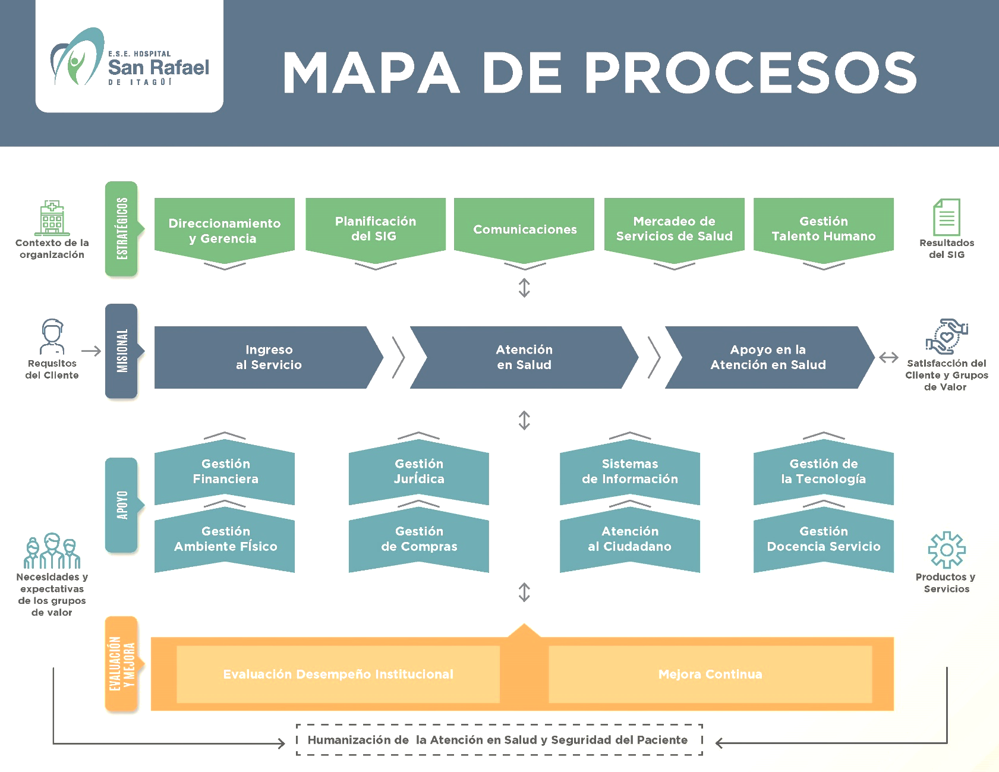 E.S.E. HOSPITAL
San Rafael
DE ITAGÜÍ
MAPA DE PROCESOS
Contexto de la
organización
ESTRATÉGICOS
Direccionamiento
y Gerencia
Planificación
del SIG
Comunicaciones
Mercadeo de
Servicios de Salud
Gestión
Talento Humano
Resultados
del SIG
Requsitos
del Cliente
MISIONAL
Ingreso
al Servicio
Atención
en Salud
Apoyo en la
Atención en Salud
Satisfacción del
Cliente y Grupos
de Valor
APOYO
Gestión
Financiera
Gestión
Jurídica
Sistemas
de Información
Gestión de
la Tecnología
Gestión
Ambiente Físico
Gestión
de Compras
Atención
al Ciudadano
Gestión
Docencia Servicio
Necesidades y
expectativas
de los grupos
de valor
Productos y
Servicios
EVALUACIÓN
Y MEJORA
Evaluación Desempeño Institucional
Mejora Continua
Humanización de la Atención en Salud y Seguridad del Paciente